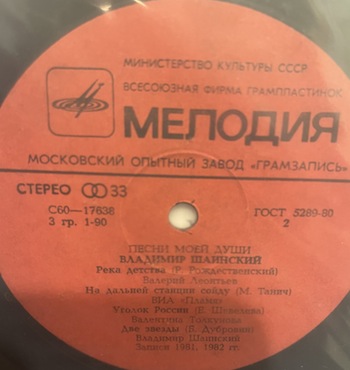 МИНИСТЕРСТВО КУЛЬТУРЫ СССР
ВСЕСОЮЗНАЯ ФИРМА ГРАМПЛАСТИНОК
МЕЛОДИЯ
МОСКОВСКИЙ ОПЫТНЫЙ ЗАВОД «ГРАМЗАПИСЬ»
СТЕРЕО 33
С60—17638
3 гр. 1-90
ГОСТ 5289-80
2
ПЕСНИ МОЕЙ ДУШИ
ВЛАДИМИР ШАИНСКИЙ
Река детства (Р. Рождественский)
Валерий Леонтьев
На дальней станции сойду (М. Танич)
ВИА «Пламя»
Уголок России (Е. Шевелева)
Валентина Толкунова
Две звезды (Б. Дубровин)
Владимир Шаинский
Записи 1981, 1982 гг.